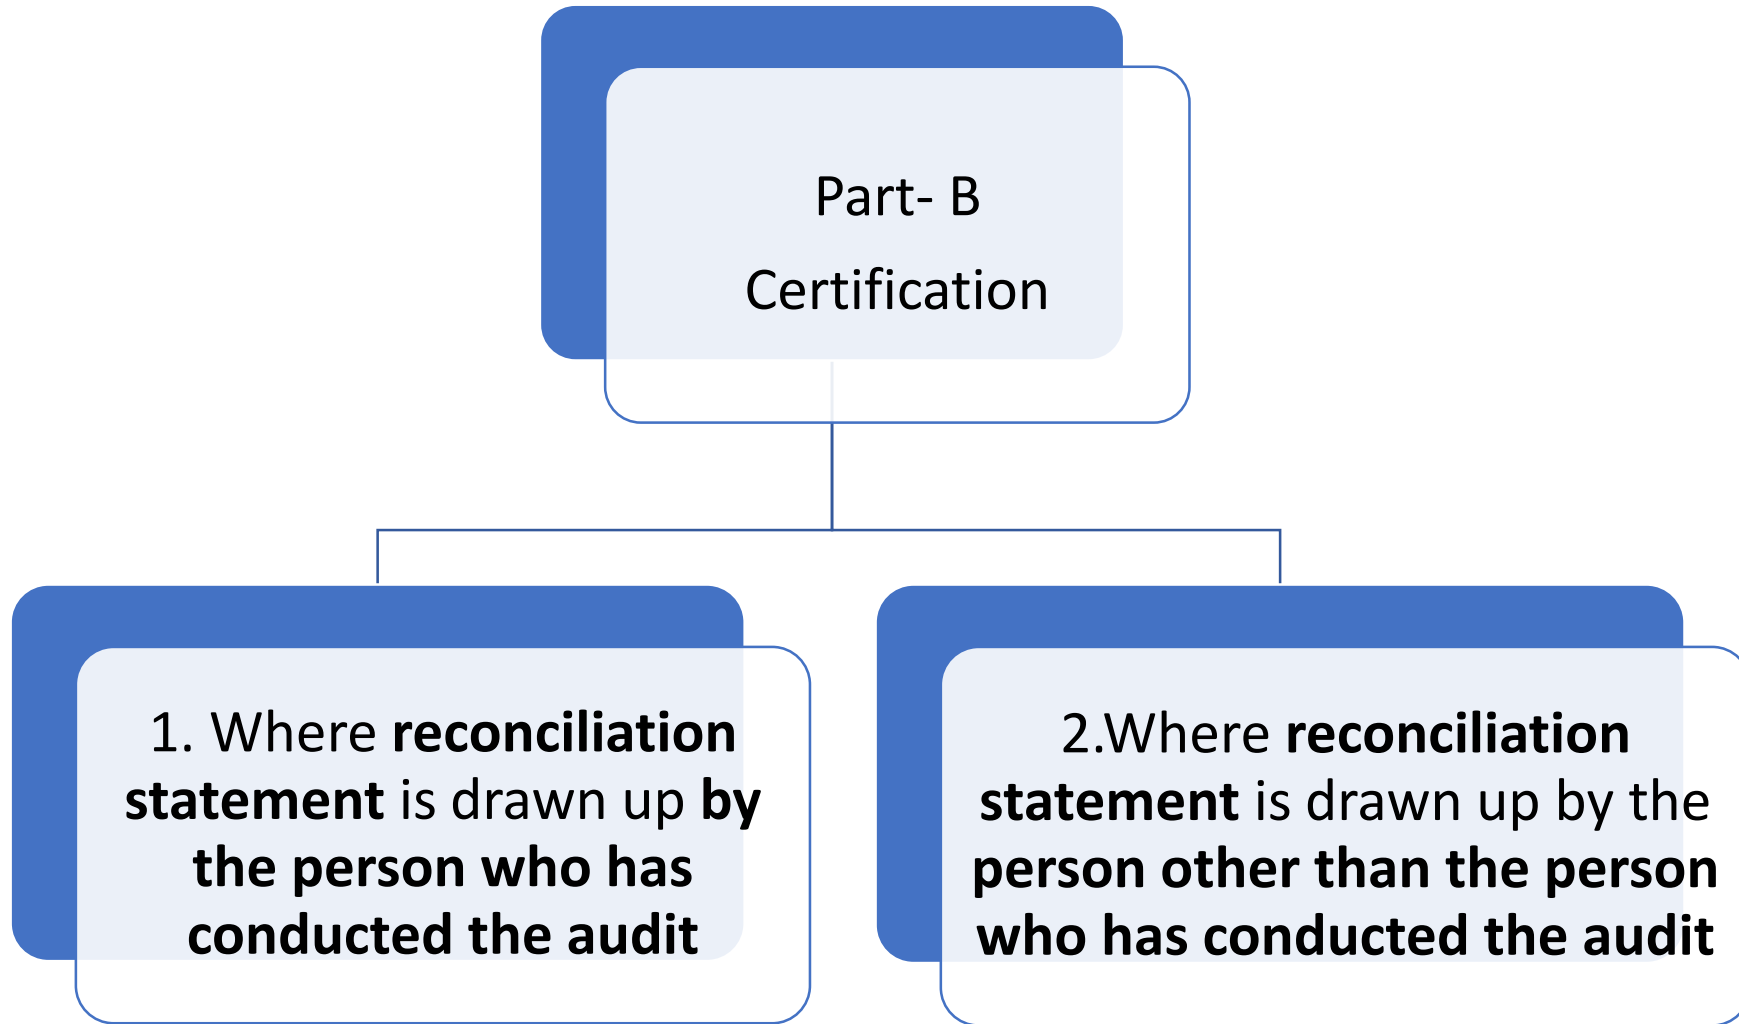 Part- B
Certification
1. Where reconciliation
statement is drawn up by
the person who has
conducted the audit
2.Where reconciliation
statement is drawn up by the
person other than the person
who has conducted the audit